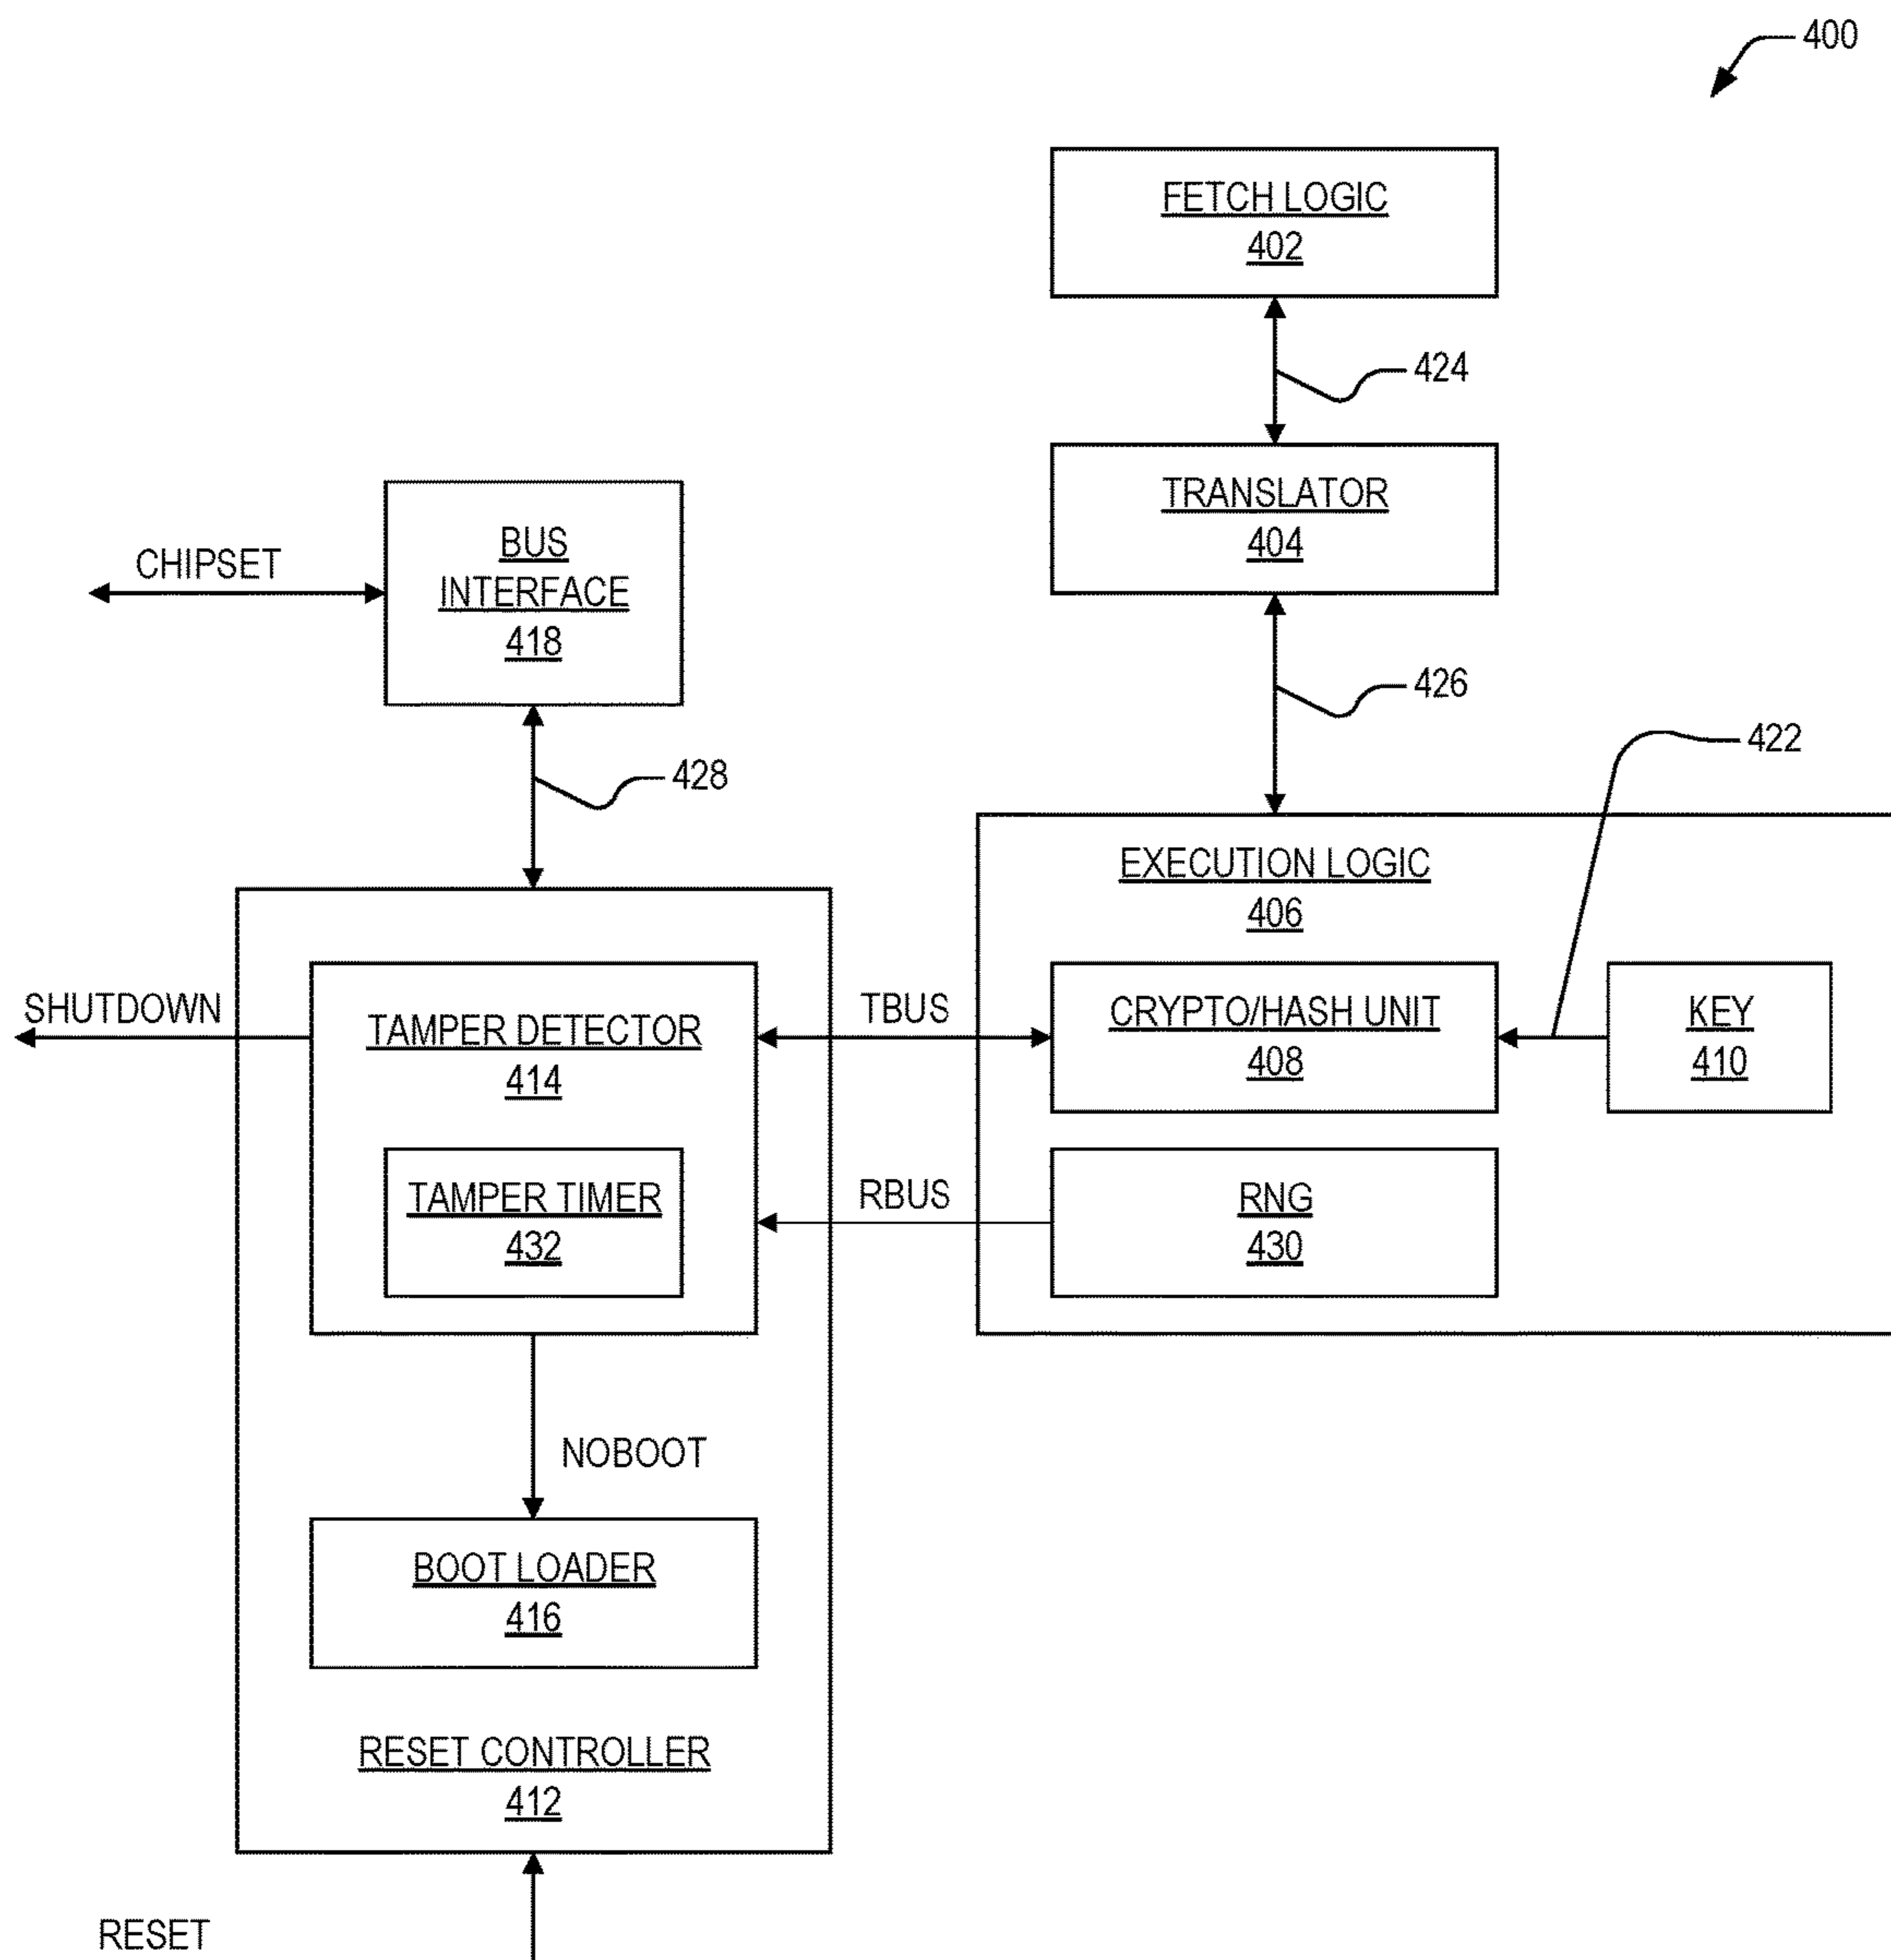 400
FETCH LOGIC
402
424
TRANSLATOR
404
BUS
INTERFACE
418
CHIPSET
426
422
428
EXECUTION LOGIC
406
SHUTDOWN
TAMPER DETECTOR
414
TBUS
CRYPTO/HASH UNIT
408
KEY
410
TAMPER TIMER
432
RBUS
RNG
430
NOBOOT
BOOT LOADER
416
RESET CONTROLLER
412
RESET